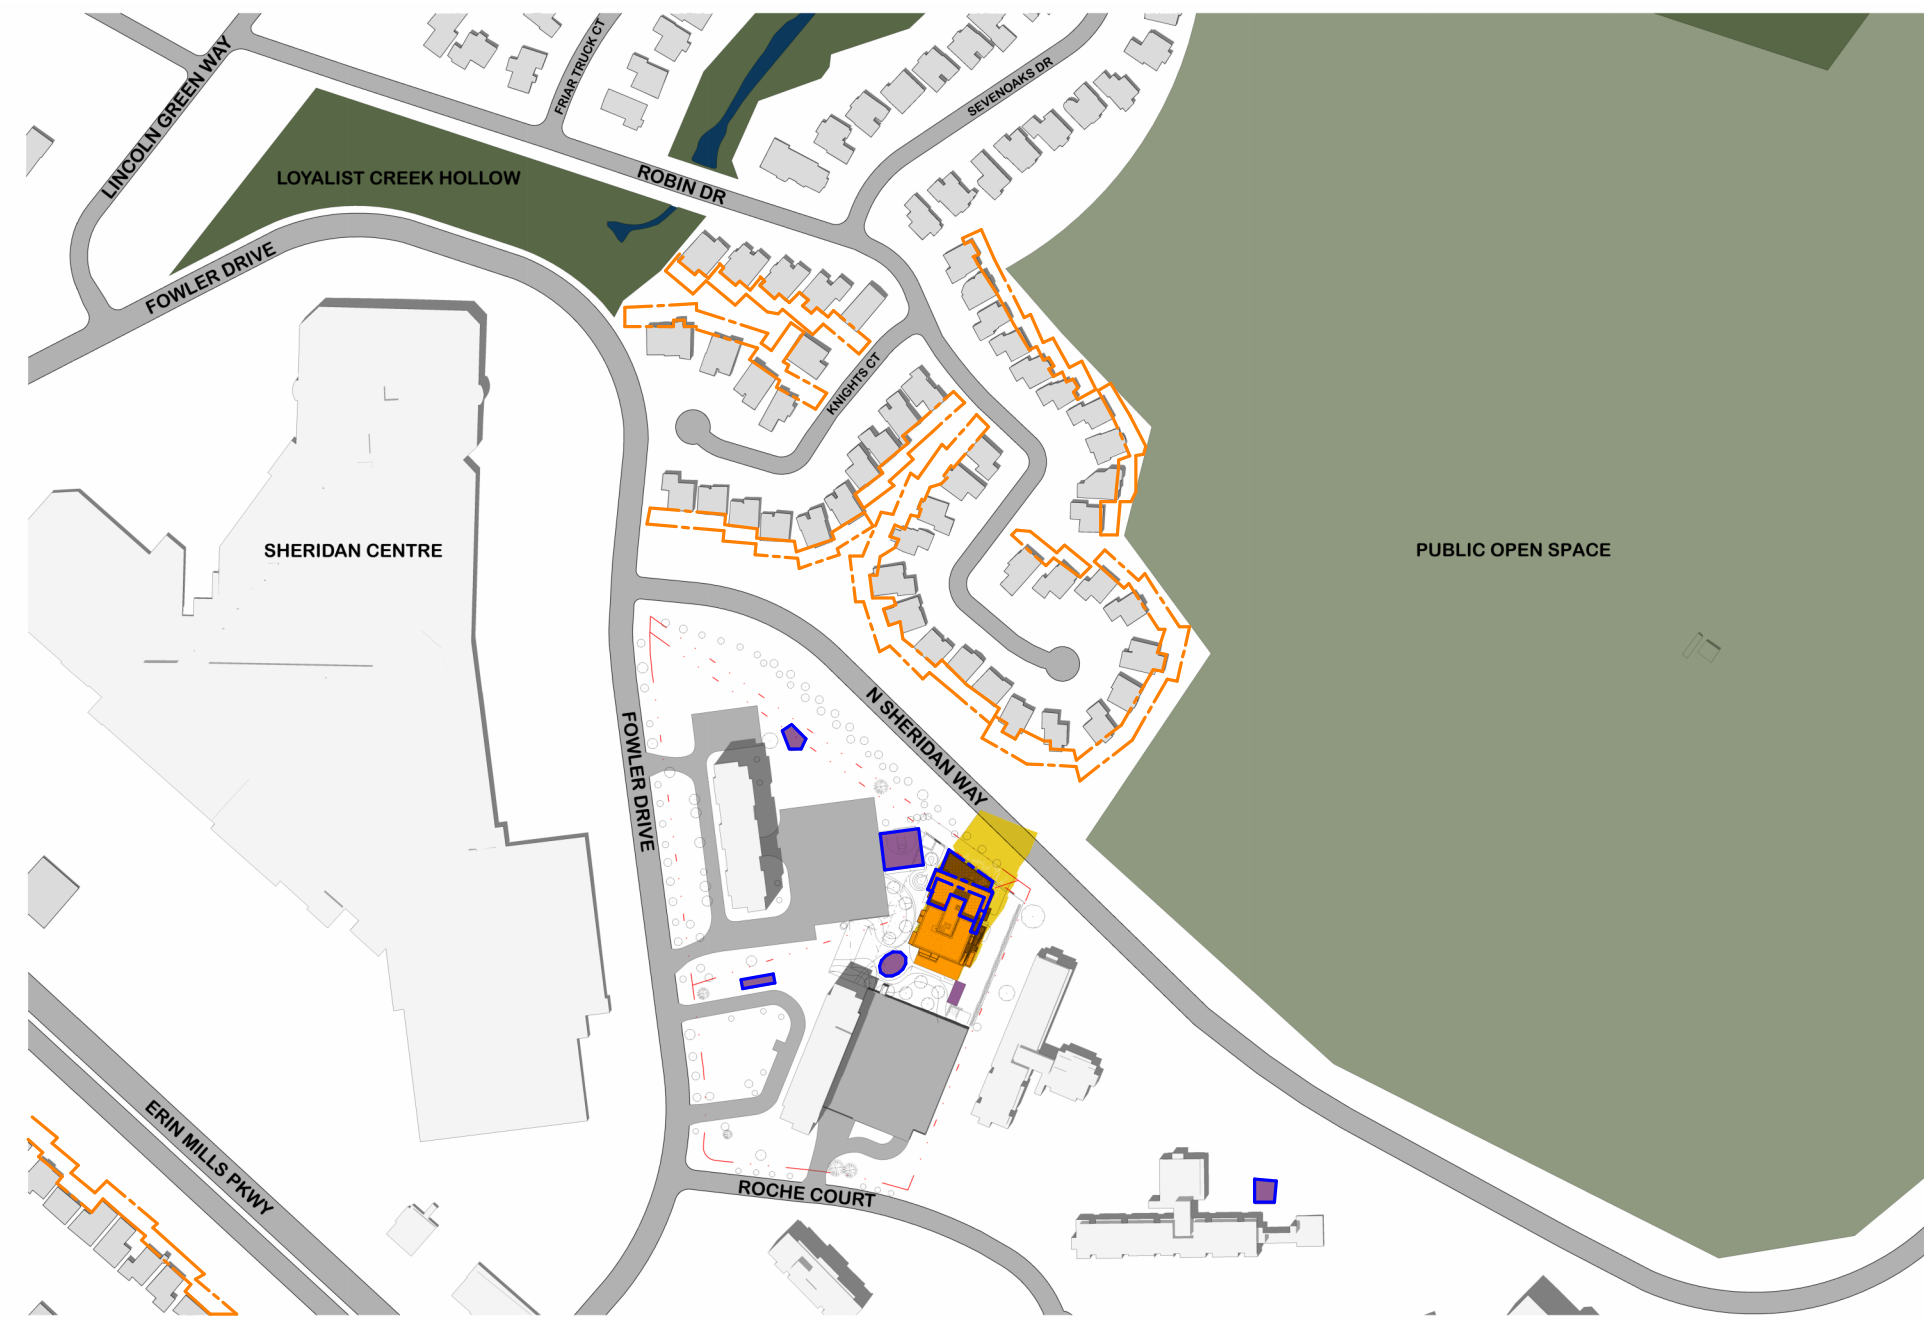 LINCOLN GREEN WAY
FRIAR TRUCK CT
SEVENOAKS DR
LOYALIST CREEK HOLLOW
ROBIN DR
FOWLER DRIVE
KNIGHTS CT
SHERIDAN CENTRE
PUBLIC OPEN SPACE
N SHERIDAN WAY
FOWLER DRIVE
ERIN MILLS PKWY
ROCHE COURT